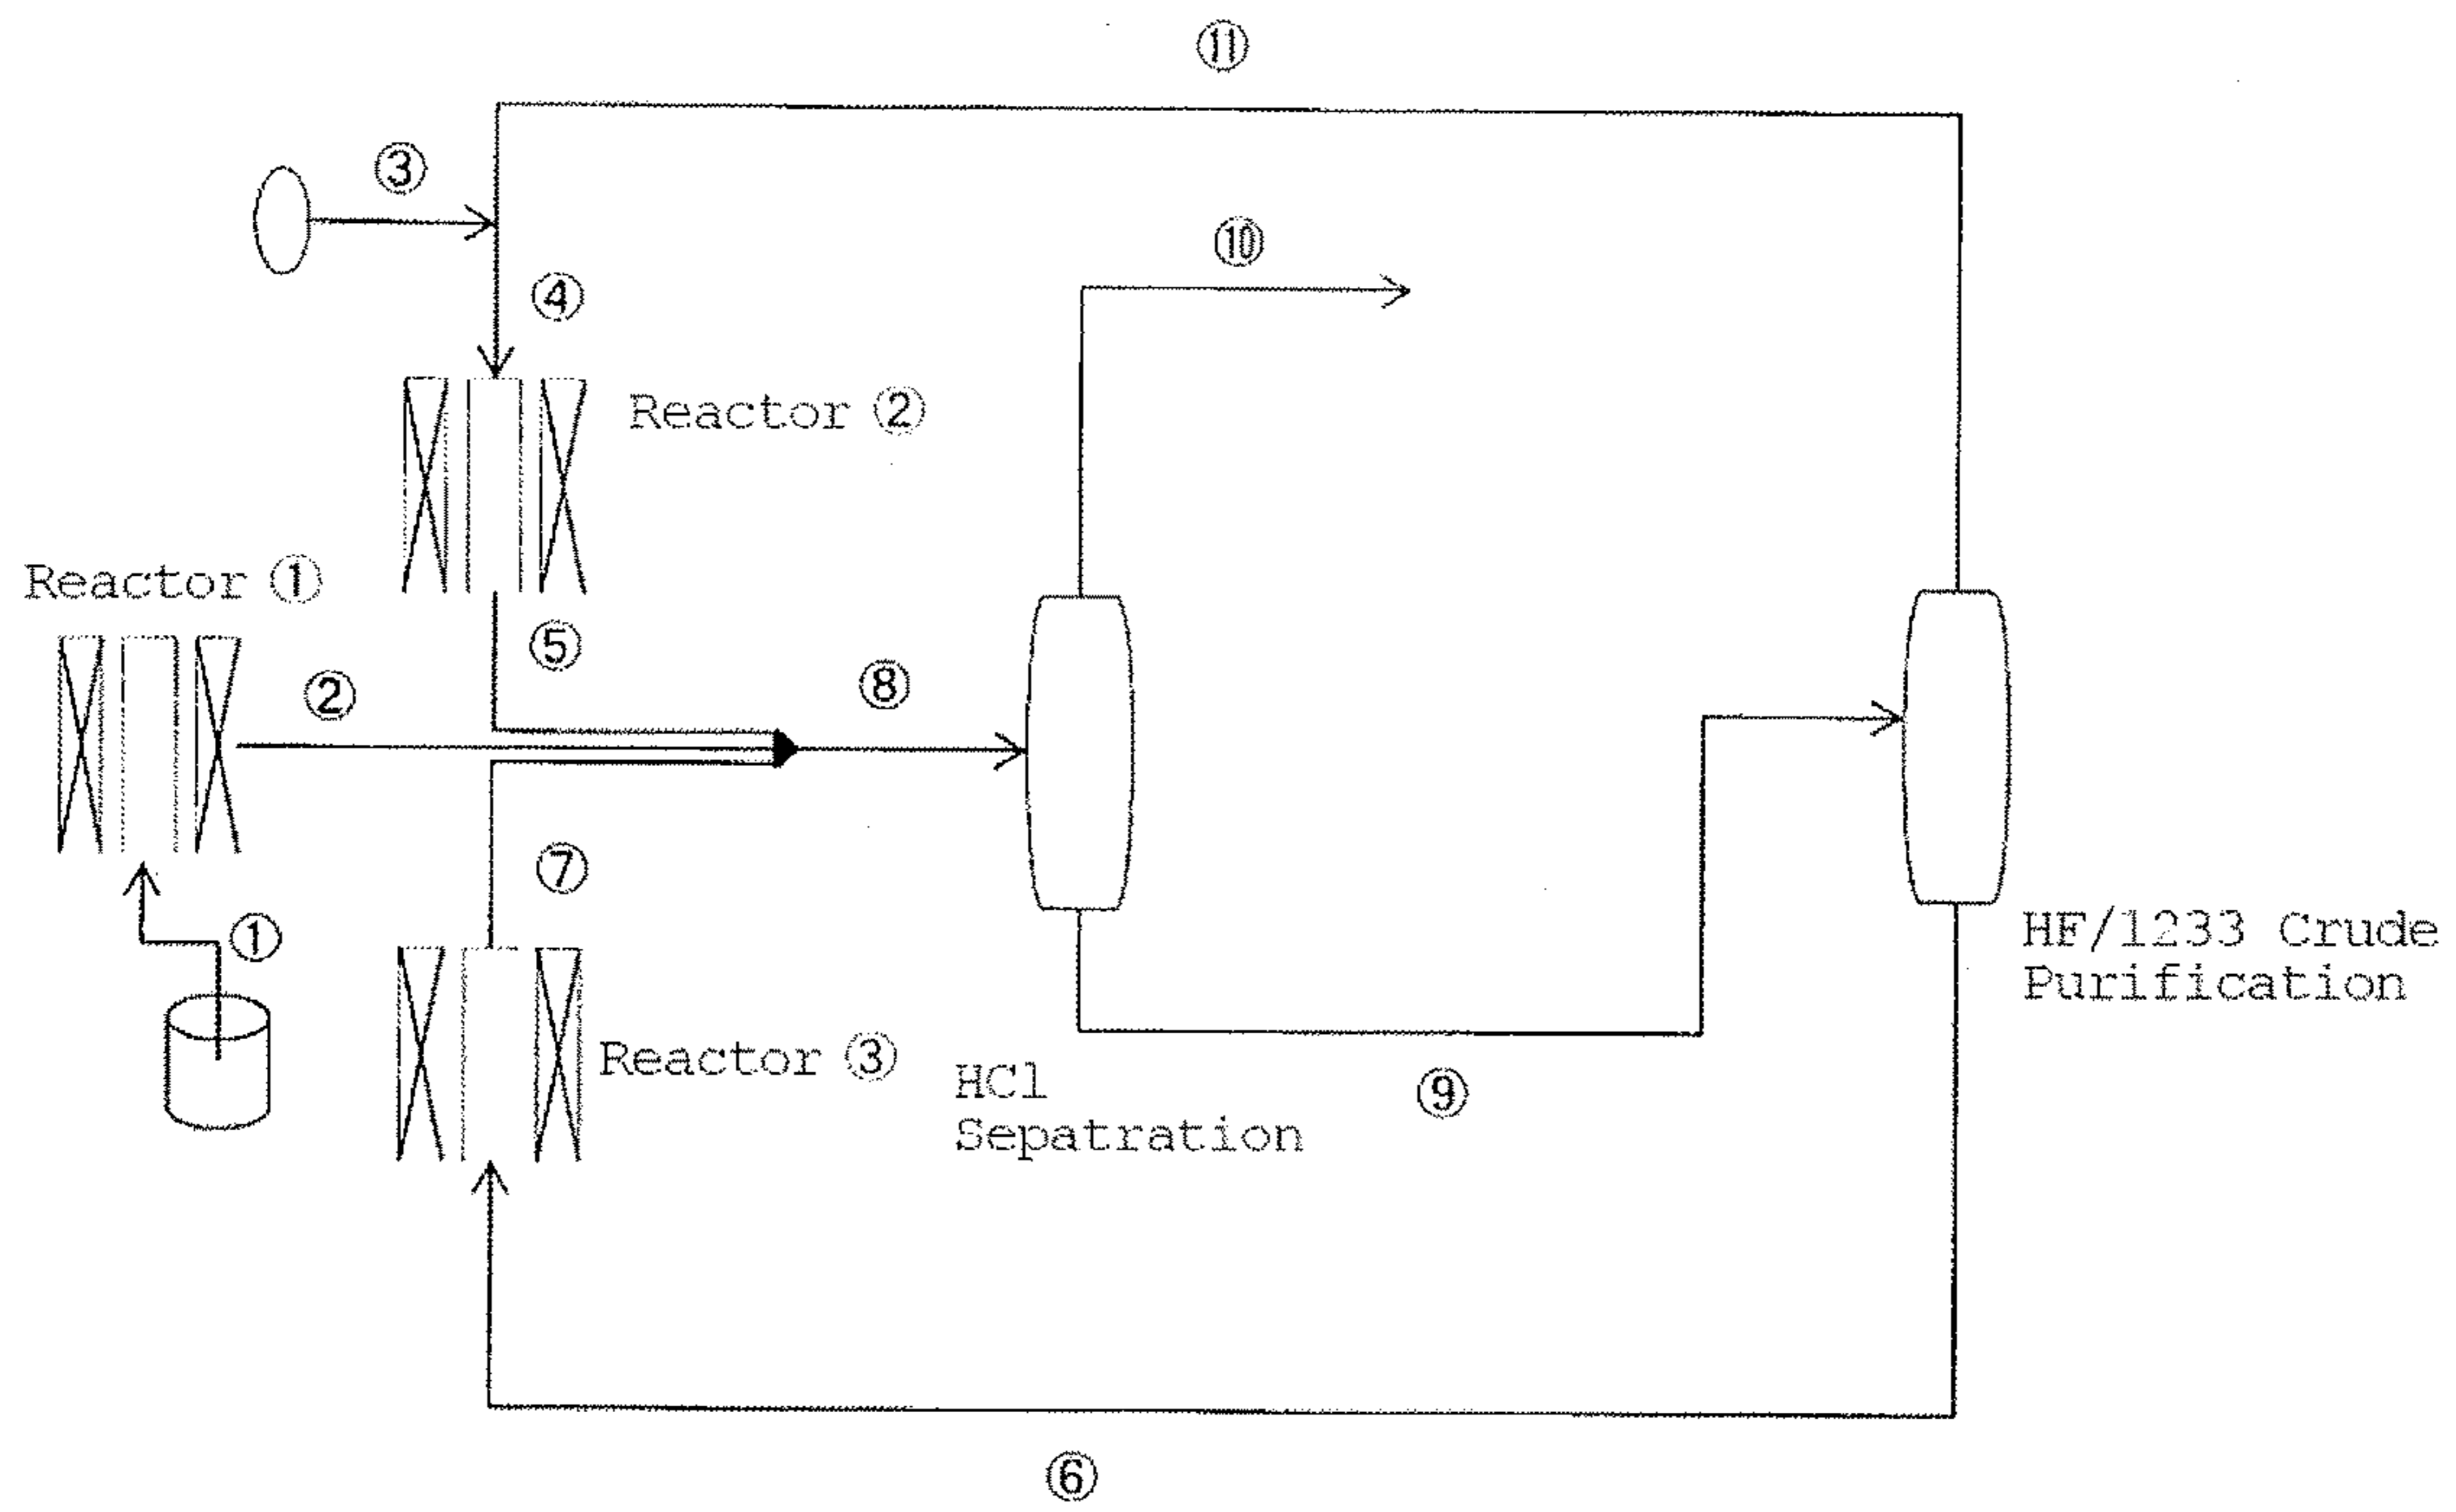 ⑪
③
⑩
④
Reactor ②
Reactor ①
⑤
②
⑧
⑦
①
HF/1233 Crude
Purification
Reactor ③
HCl
Sepatration
⑨
⑥